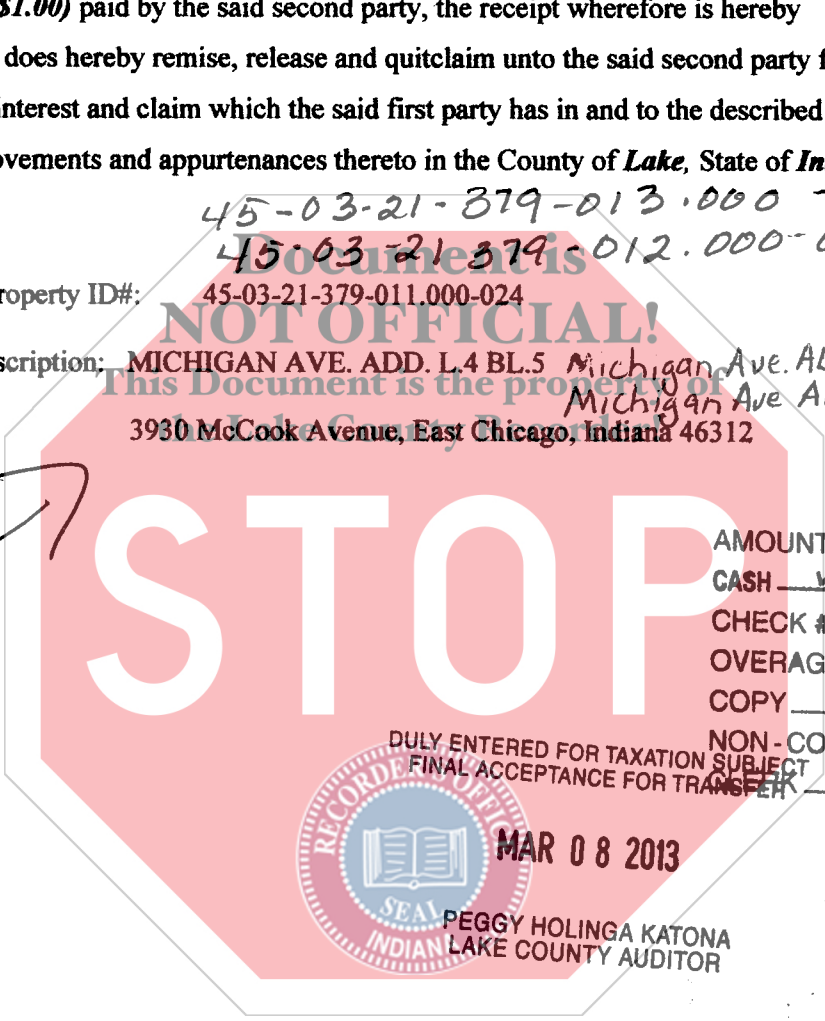 $1.00) paid by the said second party, the receipt wherefore is hereby
does hereby remise, release and quitclaim unto the said second party f
interest and claim which the said first party has in and to the described
ovements and appurtenances thereto in the County of Lake, State of In
45-03-21-379-013.000
45-03-21 379-012.000-
Document is
roperty ID#: 45-03-21-379-011.000-024
NOT OFFICIAL!
scription: MICHIGAN AVE. ADD. L.4 BL.5 Michigan Ave. Ad
This Document is the property of
Michigan Ave A
the Lake County Recorder!
3930 McCook Avenue, East Chicago, Indiana 46312
STOP
AMOUNT
CASH
CHECK #
OVERAG
COPY
NON-CO
CLERK
DULY ENTERED FOR TAXATION SUBJECT
FINAL ACCEPTANCE FOR TRANSFER
MAR 08 2013
PEGGY HOLINGA KATONA
LAKE COUNTY AUDITOR
RECORDER'S OFFIC
SEAL
INDIANA